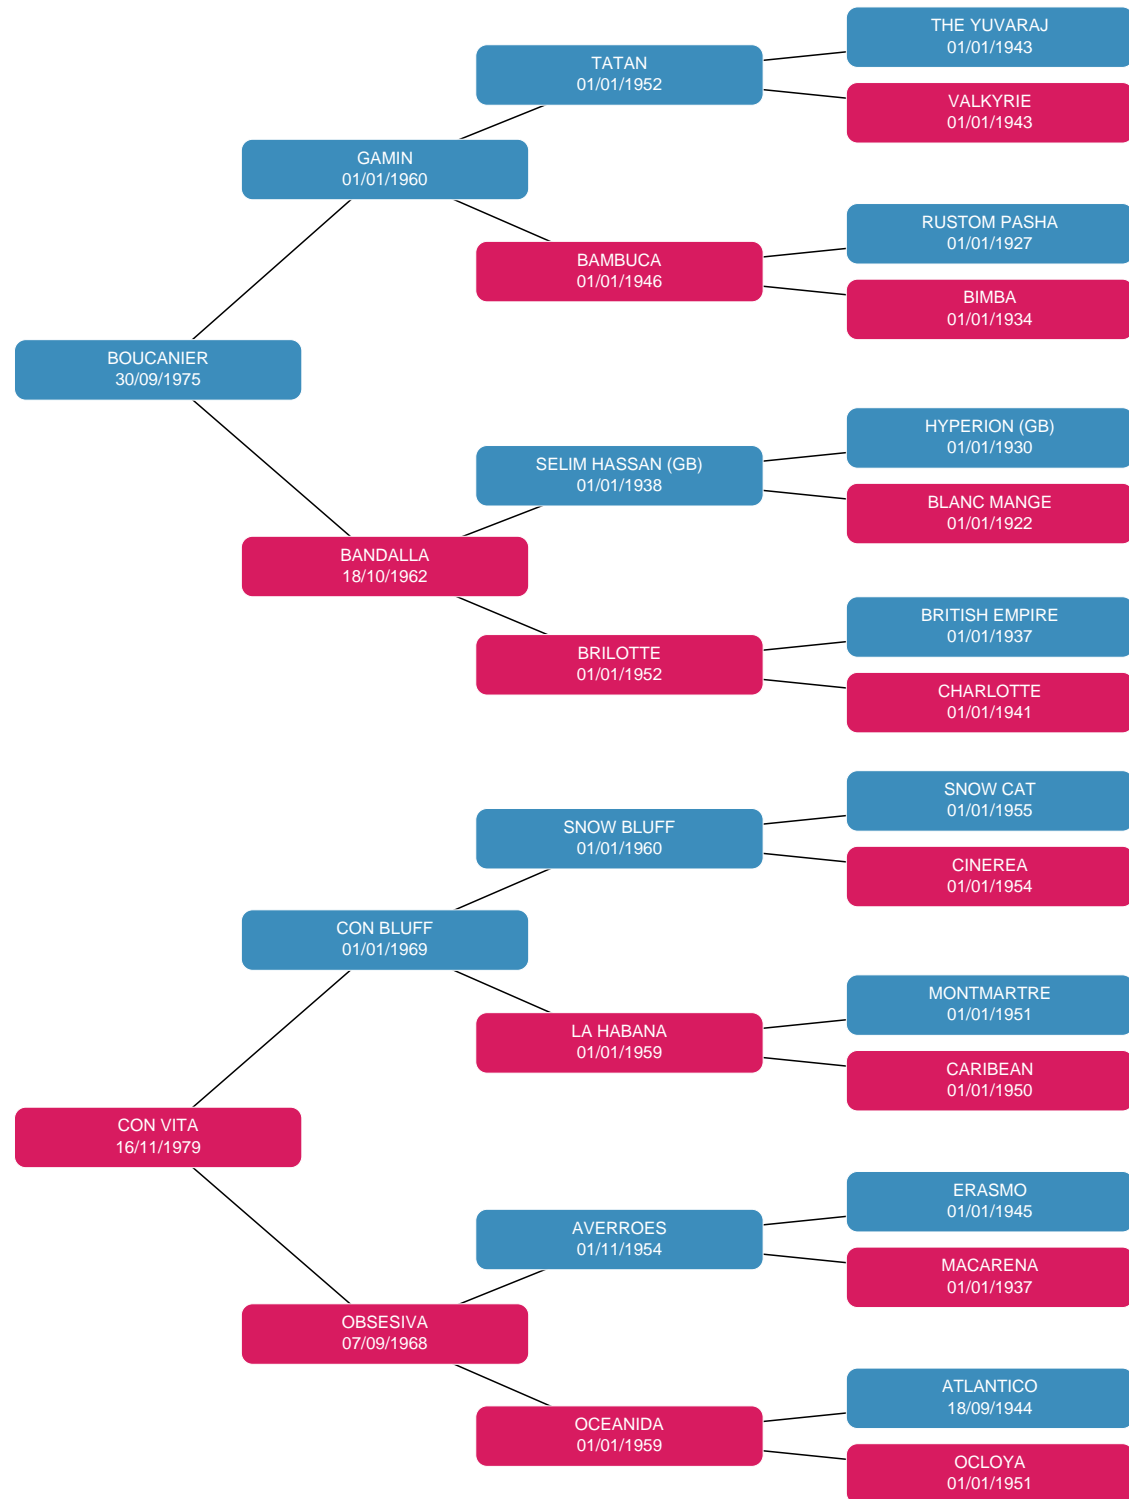 THE YUVARAJ
01/01/1943
TATAN
01/01/1952
VALKYRIE
01/01/1943
GAMIN
01/01/1960
RUSTOM PASHA
01/01/1927
BAMBUCA
01/01/1946
BIMBA
01/01/1934
BOUCANIER
30/09/1975
HYPERION (GB)
01/01/1930
SELIM HASSAN (GB)
01/01/1938
BLANC MANGE
01/01/1922
BANDALLA
18/10/1962
BRITISH EMPIRE
01/01/1937
BRILOTTE
01/01/1952
CHARLOTTE
01/01/1941
SNOW CAT
01/01/1955
SNOW BLUFF
01/01/1960
CINEREA
01/01/1954
CON BLUFF
01/01/1969
MONTMARTRE
01/01/1951
LA HABANA
01/01/1959
CARIBEAN
01/01/1950
CON VITA
16/11/1979
ERASMO
01/01/1945
AVERROES
01/11/1954
MACARENA
01/01/1937
OBSESIVA
07/09/1968
ATLANTICO
18/09/1944
OCEANIDA
01/01/1959
OCLOYA
01/01/1951